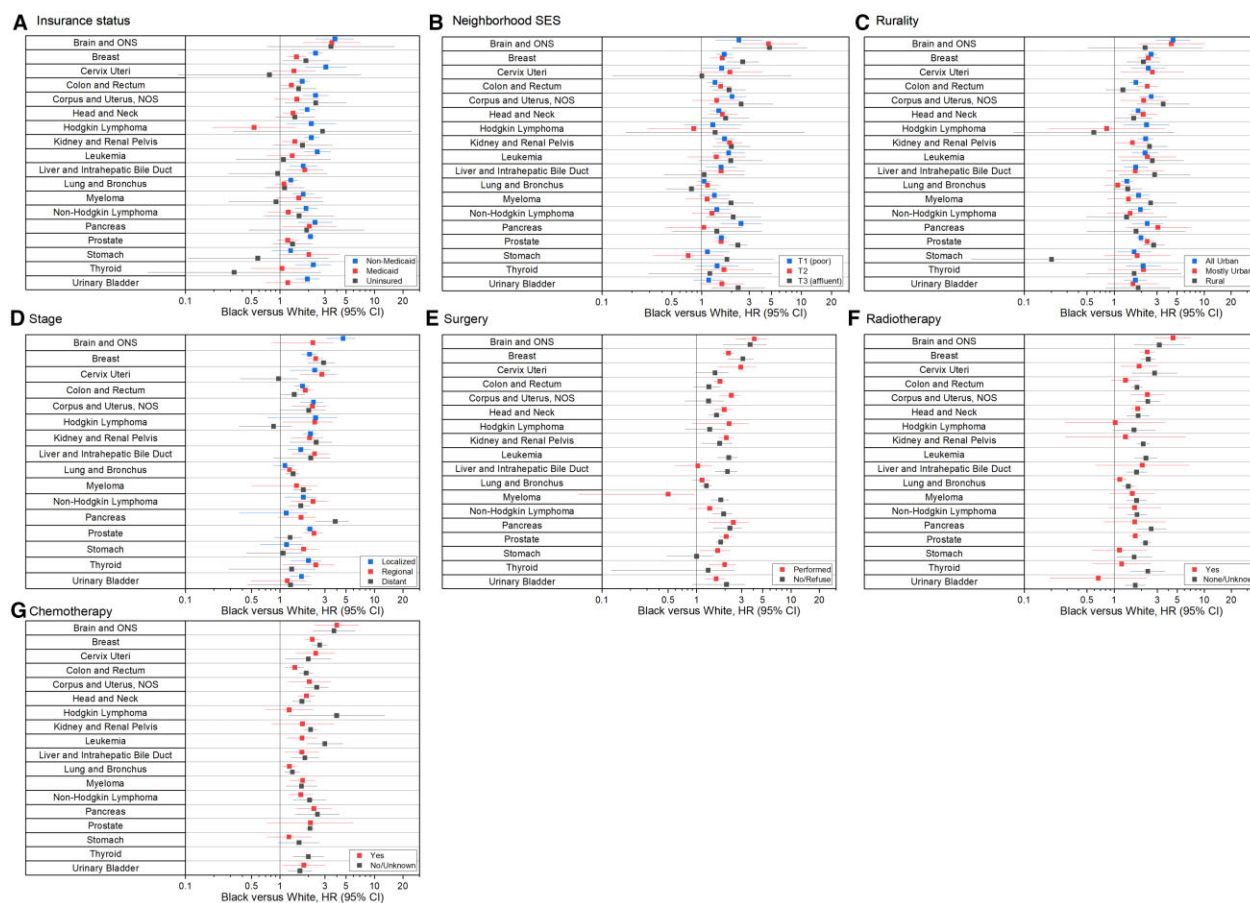 A Insurance status
Brain and ONS
Breast
Cervix Uteri
Colon and Rectum
Corpus and Uterus, NOS
Head and Neck
Hodgkin Lymphoma
Kidney and Renal Pelvis
Leukemia
Liver and Intrahepatic Bile Duct
Lung and Bronchus
Myeloma
Non-Hodgkin Lymphoma
Pancreas
Prostate
Stomach
Thyroid
Urinary Bladder
Non-Medicaid
Medicaid
Uninsured
0.1 1 3 5 10 20
Black versus White, HR (95% CI)
B Neighborhood SES
Brain and ONS
Breast
Cervix Uteri
Colon and Rectum
Corpus and Uterus, NOS
Head and Neck
Hodgkin Lymphoma
Kidney and Renal Pelvis
Leukemia
Liver and Intrahepatic Bile Duct
Lung and Bronchus
Myeloma
Non-Hodgkin Lymphoma
Pancreas
Prostate
Stomach
Thyroid
Urinary Bladder
T1 (poor)
T2
T3 (affluent)
0.1 0.5 1 3 5 10 20
Black versus White, HR (95% CI)
C Rurality
Brain and ONS
Breast
Cervix Uteri
Colon and Rectum
Corpus and Uterus, NOS
Head and Neck
Hodgkin Lymphoma
Kidney and Renal Pelvis
Leukemia
Liver and Intrahepatic Bile Duct
Lung and Bronchus
Myeloma
Non-Hodgkin Lymphoma
Pancreas
Prostate
Stomach
Thyroid
Urinary Bladder
All Urban
Mostly Urban
Rural
0.1 0.5 1 3 5 10 20
Black versus White, HR (95% CI)
D Stage
Brain and ONS
Breast
Cervix Uteri
Colon and Rectum
Corpus and Uterus, NOS
Hodgkin Lymphoma
Kidney and Renal Pelvis
Liver and Intrahepatic Bile Duct
Lung and Bronchus
Myeloma
Non-Hodgkin Lymphoma
Pancreas
Prostate
Stomach
Thyroid
Urinary Bladder
Localized
Regional
Distant
0.1 0.5 1 3 5 10 20
Black versus White, HR (95% CI)
E Surgery
Brain and ONS
Breast
Cervix Uteri
Colon and Rectum
Corpus and Uterus, NOS
Head and Neck
Hodgkin Lymphoma
Kidney and Renal Pelvis
Leukemia
Liver and Intrahepatic Bile Duct
Lung and Bronchus
Myeloma
Non-Hodgkin Lymphoma
Pancreas
Prostate
Stomach
Thyroid
Urinary Bladder
Performed
No/Refuse
0.1 0.5 1 3 5 10 20
Black versus White, HR (95% CI)
F Radiotherapy
Brain and ONS
Breast
Cervix Uteri
Colon and Rectum
Corpus and Uterus, NOS
Head and Neck
Hodgkin Lymphoma
Kidney and Renal Pelvis
Leukemia
Liver and Intrahepatic Bile Duct
Lung and Bronchus
Myeloma
Non-Hodgkin Lymphoma
Pancreas
Prostate
Stomach
Thyroid
Urinary Bladder
Yes
None/Unknown
0.1 0.5 1 3 5 10 20
Black versus White, HR (95% CI)
G Chemotherapy
Brain and ONS
Breast
Cervix Uteri
Colon and Rectum
Corpus and Uterus, NOS
Head and Neck
Hodgkin Lymphoma
Kidney and Renal Pelvis
Leukemia
Liver and Intrahepatic Bile Duct
Lung and Bronchus
Myeloma
Non-Hodgkin Lymphoma
Pancreas
Prostate
Stomach
Thyroid
Urinary Bladder
Yes
No/Unknown
0.1 1 3 5 10 20
Black versus White, HR (95% CI)